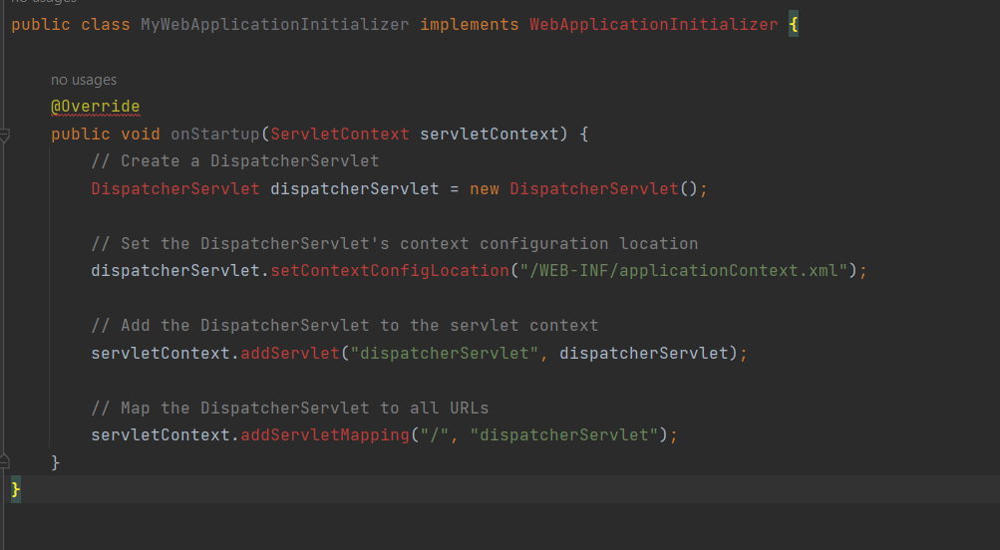 no usages
public class MyWebApplicationInitializer implements WebApplicationInitializer {
no usages
@Override
public void onStartup(ServletContext servletContext) {
// Create a DispatcherServlet
DispatcherServlet dispatcherServlet = new DispatcherServlet();
// Set the DispatcherServlet's context configuration location
dispatcherServlet.setContextConfigLocation("/WEB-INF/applicationContext.xml");
// Add the DispatcherServlet to the servlet context
servletContext.addServlet("dispatcherServlet", dispatcherServlet);
// Map the DispatcherServlet to all URLs
servletContext.addServletMapping("/", "dispatcherServlet");
}
}